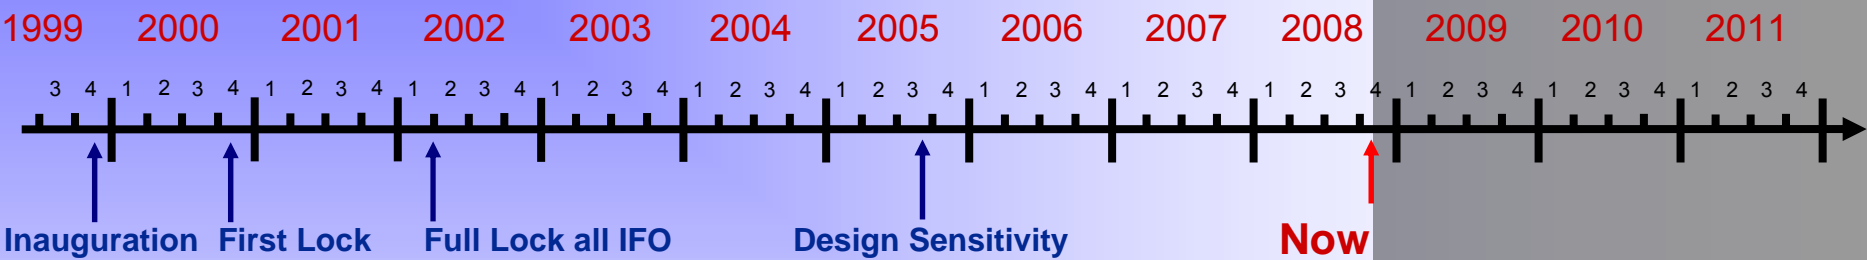 1999 2000 2001 2002 2003 2004 2005 2006 2007 2008 2009 2010 2011
3 4 1 2 3 4 1 2 3 4 1 2 3 4 1 2 3 4 1 2 3 4 1 2 3 4 1 2 3 4 1 2 3 4 1 2 3 4 1 2 3 4 1 2 3 4 1 2 3 4
Inauguration First Lock Full Lock all IFO Design Sensitivity Now